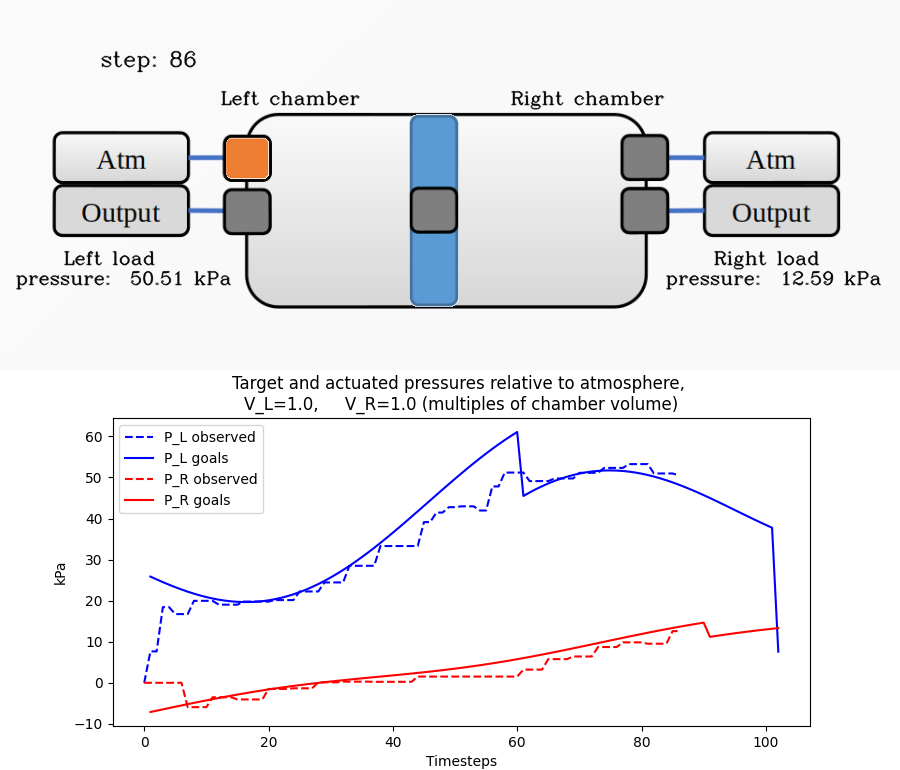 step: 86
Left chamber
Right chamber
Atm
Atm
Output
Output
Left load
pressure: 50.51 kPa
Right load
pressure: 12.59 kPa
Target and actuated pressures relative to atmosphere,
V_L=1.0, V_R=1.0 (multiples of chamber volume)
P_L observed
P_L goals
P_R observed
P_R goals
60
50
40
30
20
10
0
−10
kPa
0 20 40 60 80 100
Timesteps